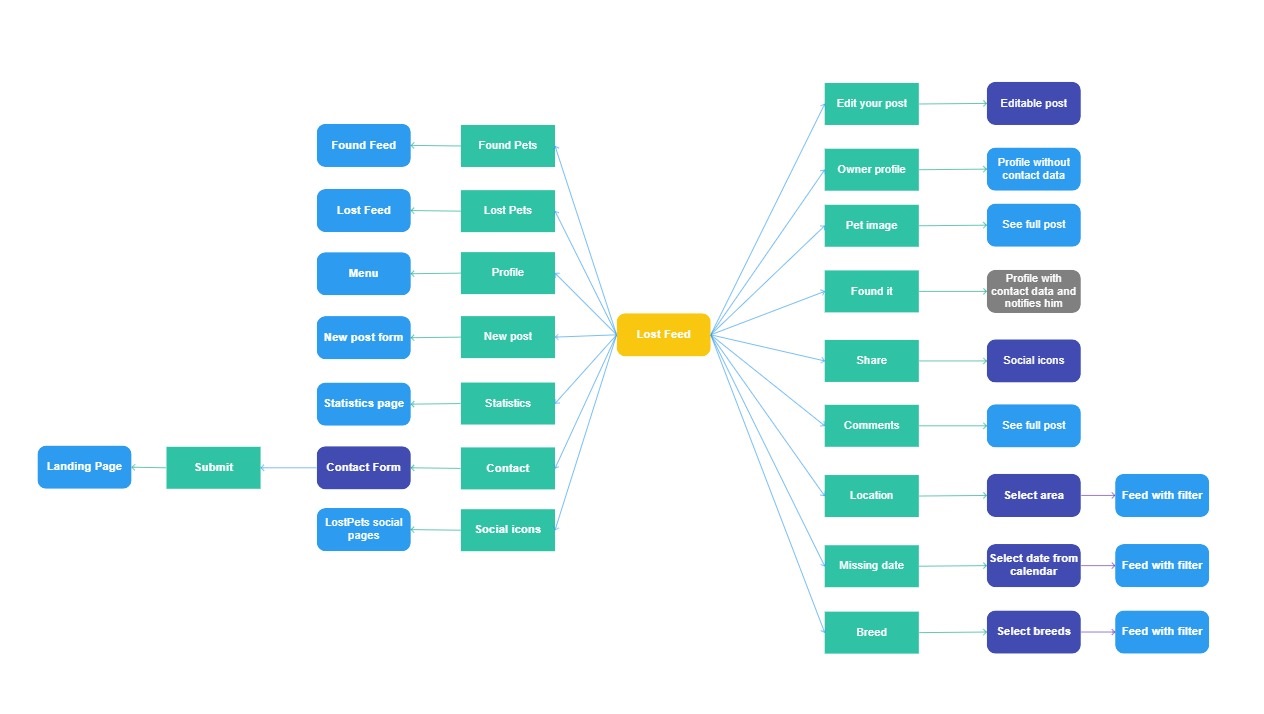 Edit your post
Editable post
Found Feed
Found Pets
Owner profile
Profile without
contact data
Lost Feed
Lost Pets
Pet image
See full post
Menu
Profile
Found it
Profile with
contact data and
notifies him
New post form
New post
Lost Feed
Share
Social icons
Statistics page
Statistics
Comments
See full post
Landing Page
Submit
Contact Form
Contact
Location
Select area
Feed with filter
LostPets social
pages
Social icons
Missing date
Select date from
calendar
Feed with filter
Breed
Select breeds
Feed with filter